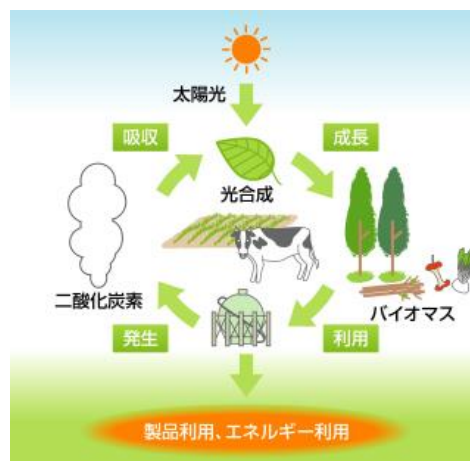 太陽光
吸収
成長
光合成
二酸化炭素
バイオマス
発生
利用
製品利用、エネルギー利用